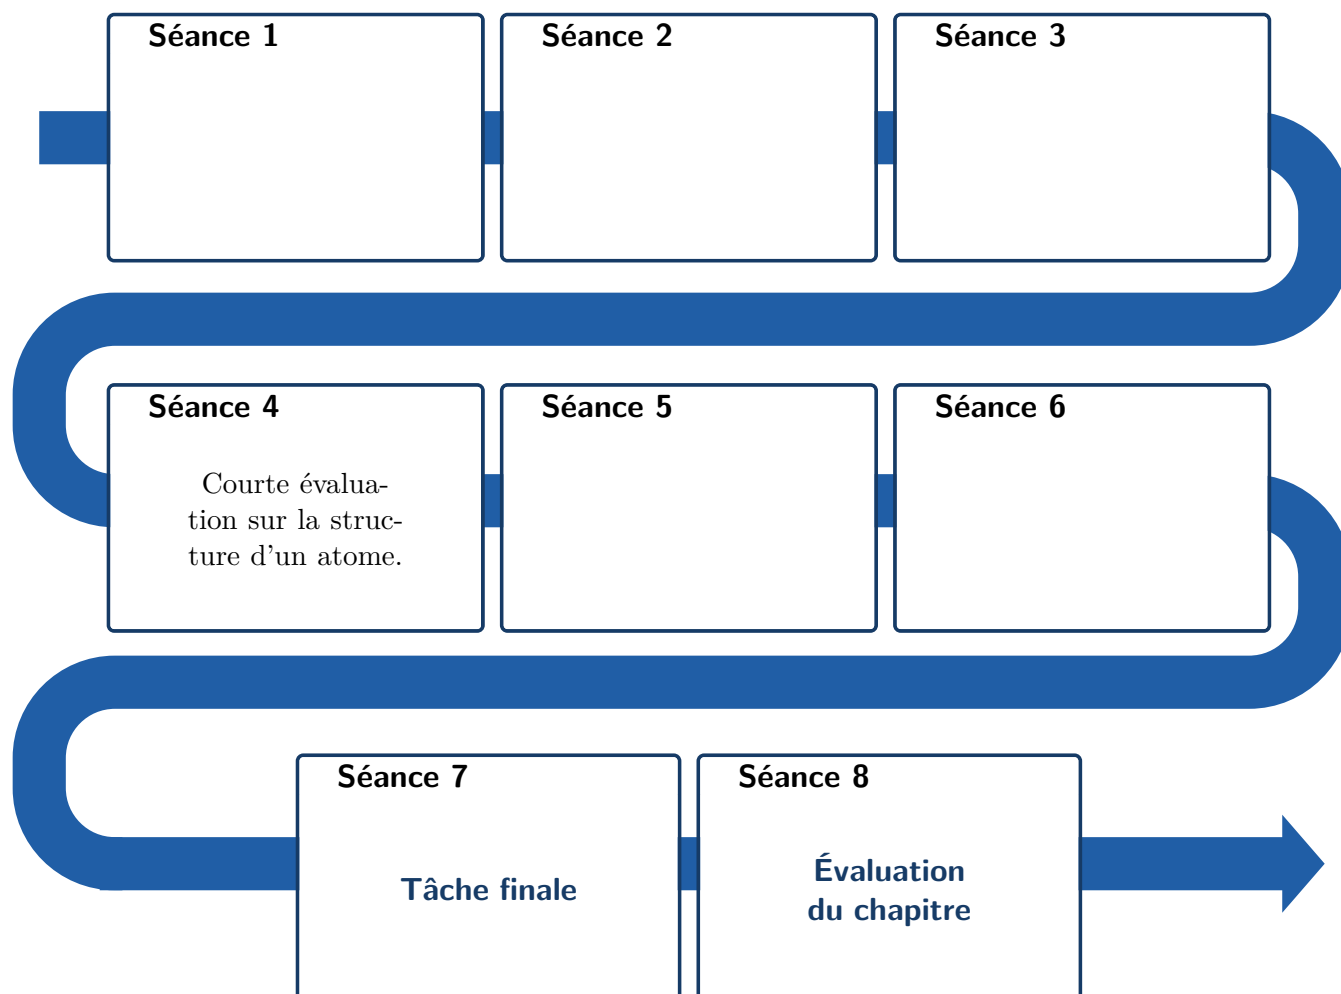 Séance 1
Séance 2
Séance 3
Séance 4
Courte évalua-
tion sur la struc-
ture d'un atome.
Séance 5
Séance 6
Séance 7
Tâche finale
Séance 8
Évaluation
du chapitre